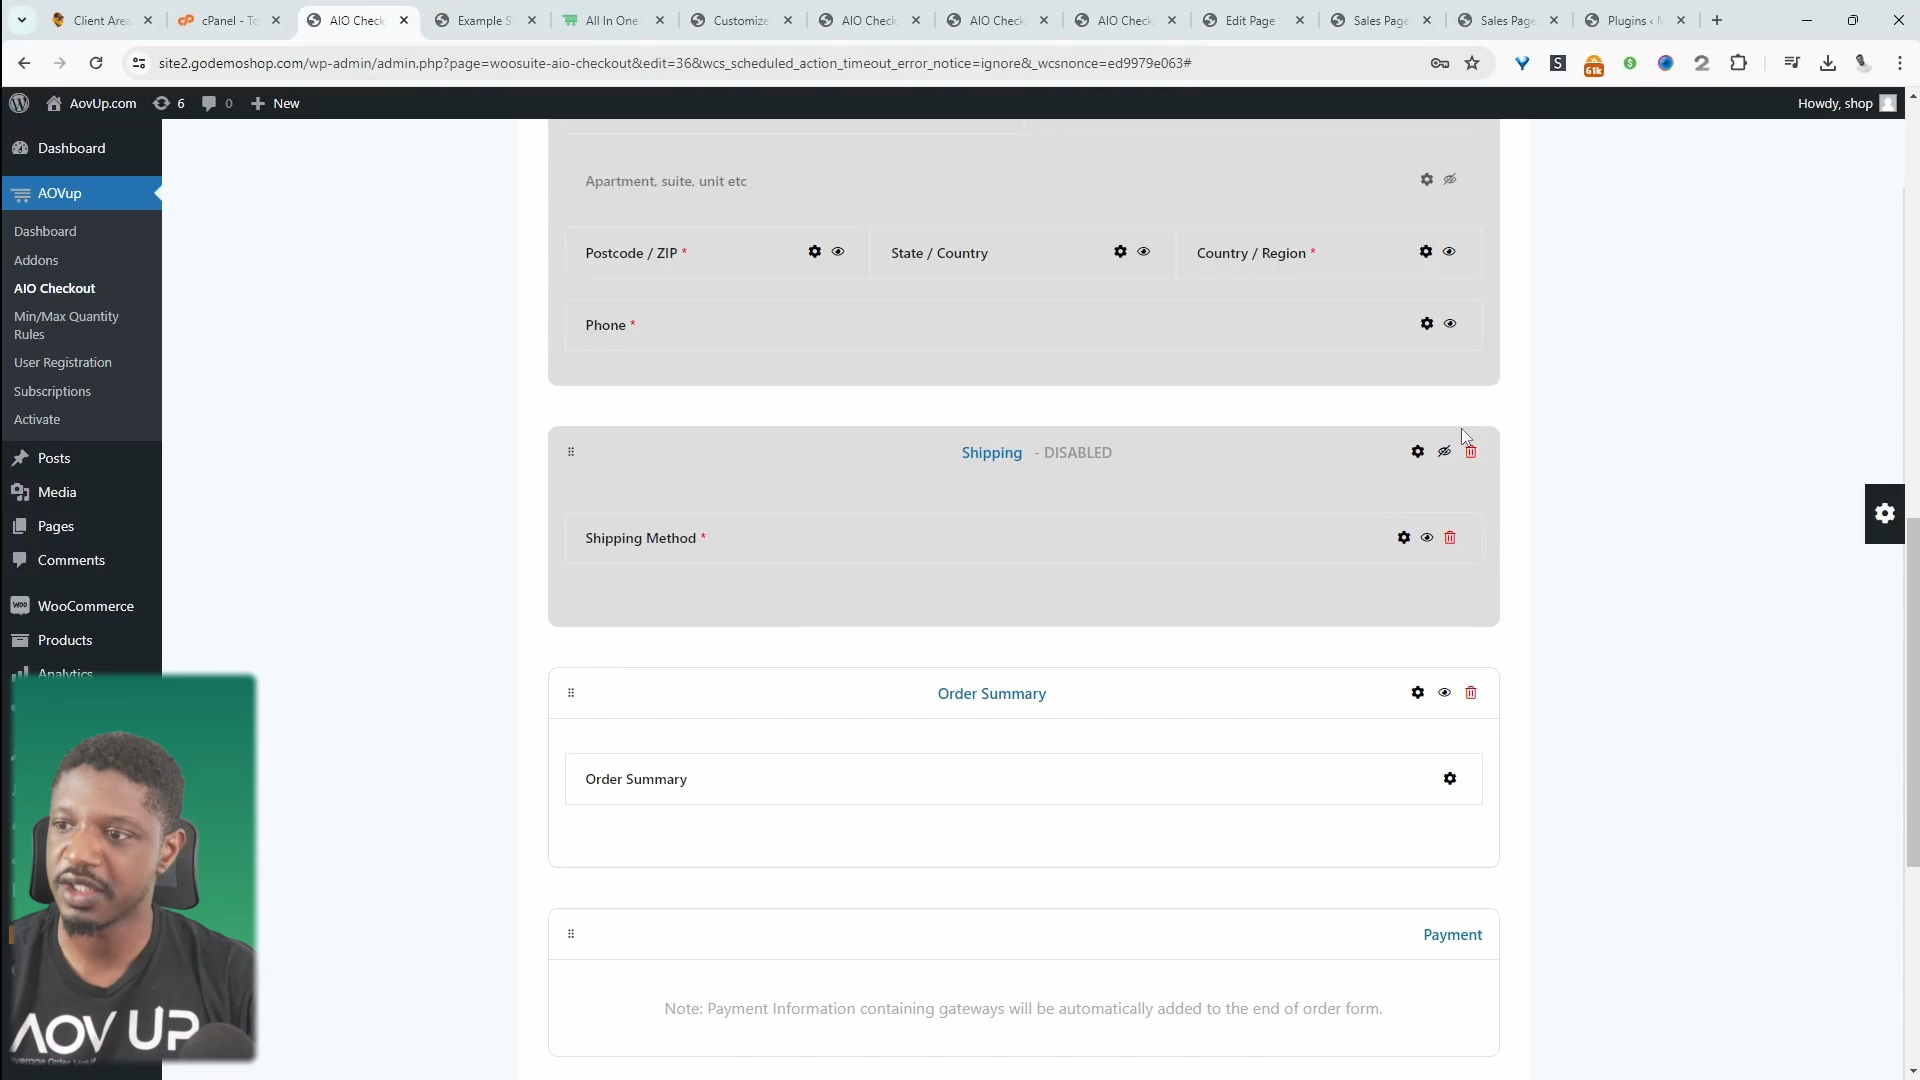 Client Area
cPanel - To
AIO Check
Example S
All In One
Customize
AIO Check
AIO Check
AIO Check
Edit Page
Sales Page
Sales Page
Plugins ‹
site2.godemoshop.com/wp-admin/admin.php?page=woosuite-aio-checkout&edit=36&wcs_scheduled_action_timeout_error_notice=ignore&_wcsnonce=ed9979e063#
61k
AovUp.com
6
0
New
Howdy, shop
Dashboard
AOVup
Dashboard
Addons
AIO Checkout
Min/Max Quantity
Rules
User Registration
Subscriptions
Activate
Posts
Media
Pages
Comments
WooCommerce
Products
Analytics
Apartment, suite, unit etc
Postcode / ZIP *
State / Country
Country / Region *
Phone *
Shipping - DISABLED
Shipping Method *
Order Summary
Order Summary
Payment
Note: Payment Information containing gateways will be automatically added to the end of order form.
AOV UP